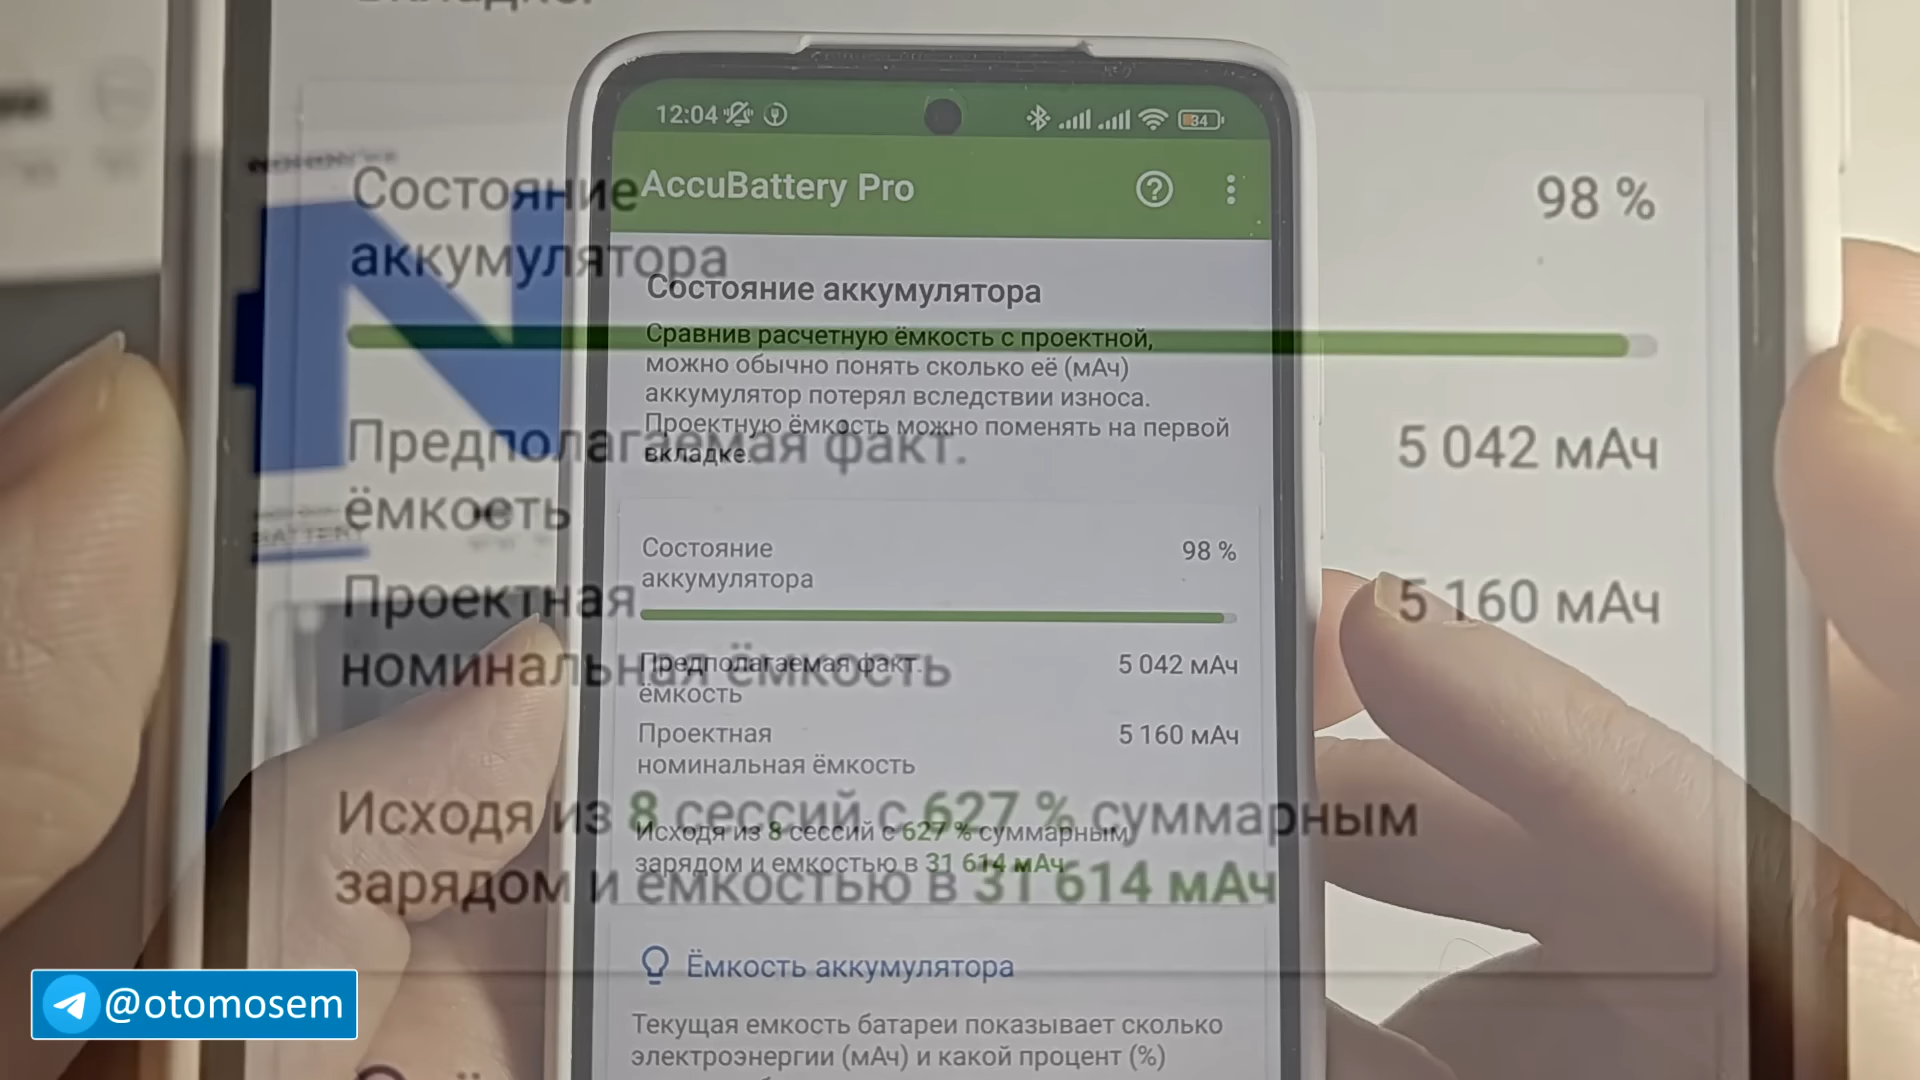 12:04
34
AccuBattery Pro
Состояние аккумулятора
Сравнив расчетную ёмкость с проектной,
можно обычно понять сколько её (мАч)
аккумулятор потерял вследствии износа.
Проектную ёмкость можно поменять на первой
вкладке.
Состояние
аккумулятора
98 %
Предполагаемая факт.
ёмкость
5 042 мАч
Проектная
номинальная ёмкость
5 160 мАч
Исходя из 8 сессий с 627 % суммарным
зарядом и емкостью в 31 614 мАч
Ёмкость аккумулятора
Текущая емкость батареи показывает сколько
электроэнергии (мАч) и какой процент (%)
Состояние
аккумулятора
98 %
Предполагаемая факт.
ёмкость
5 042 мАч
Проектная
номинальная ёмкость
5 160 мАч
Исходя из 8 сессий с 627 % суммарным
зарядом и емкостью в 31 614 мАч
N
BATTERY
@otomosem